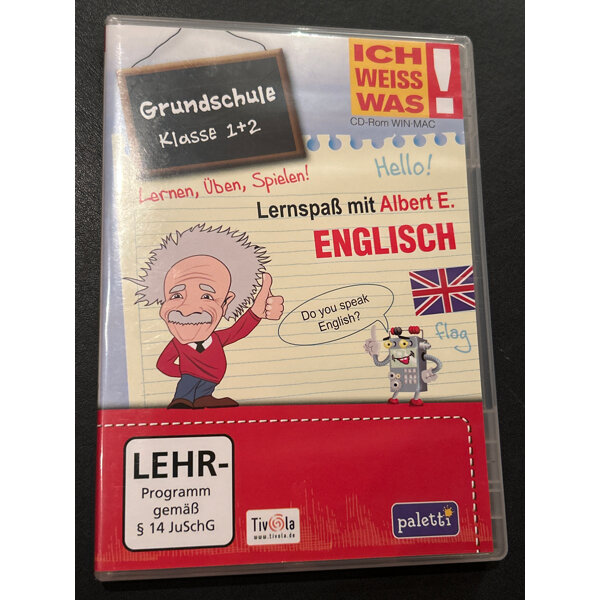 Grundschule
Klasse 1+2
ICH
WEISS
WAS!
CD-Rom WIN·MAC
Lernen, Üben, Spielen!
Hello!
Lernspaß mit Albert E.
ENGLISCH
Do you speak
English?
flag
LEHR-
Programm
gemäß
§ 14 JuSchG
Tivola
www.tivola.de
paletti